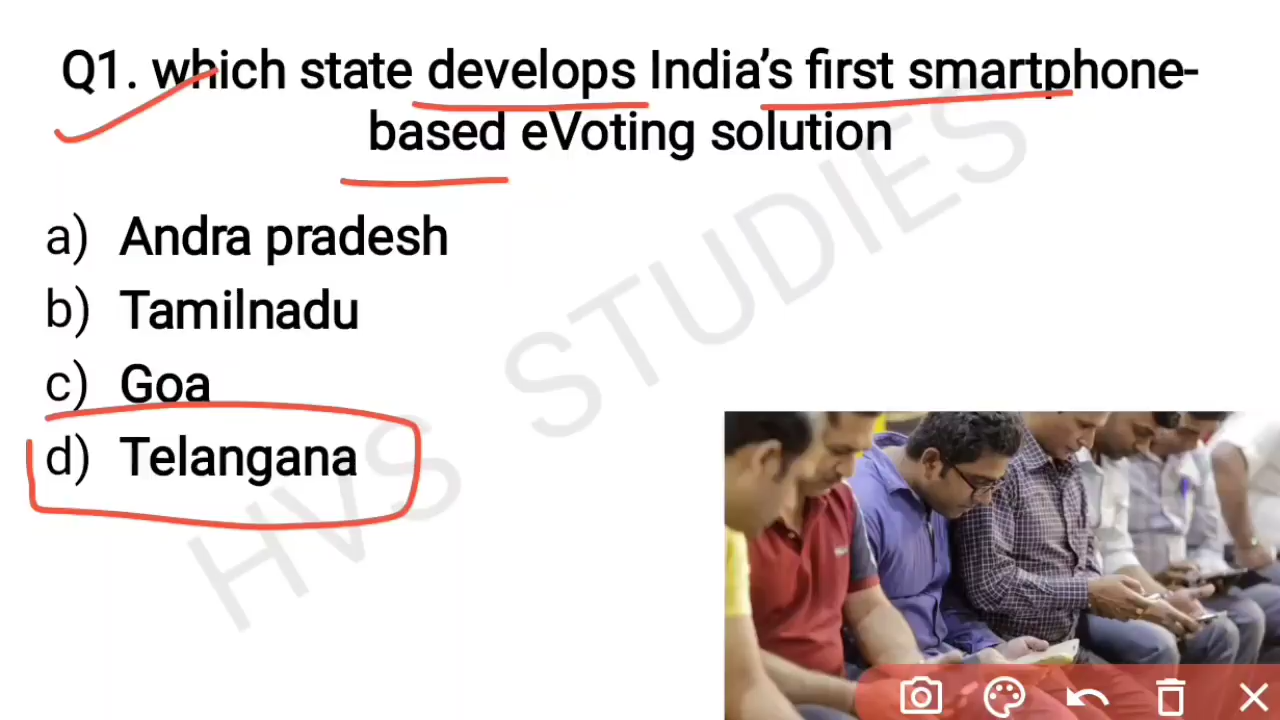 Q1. which state develops India’s first smartphone-
based eVoting solution
a) Andra pradesh
b) Tamilnadu
c) Goa
d) Telangana
HVS STUDIES